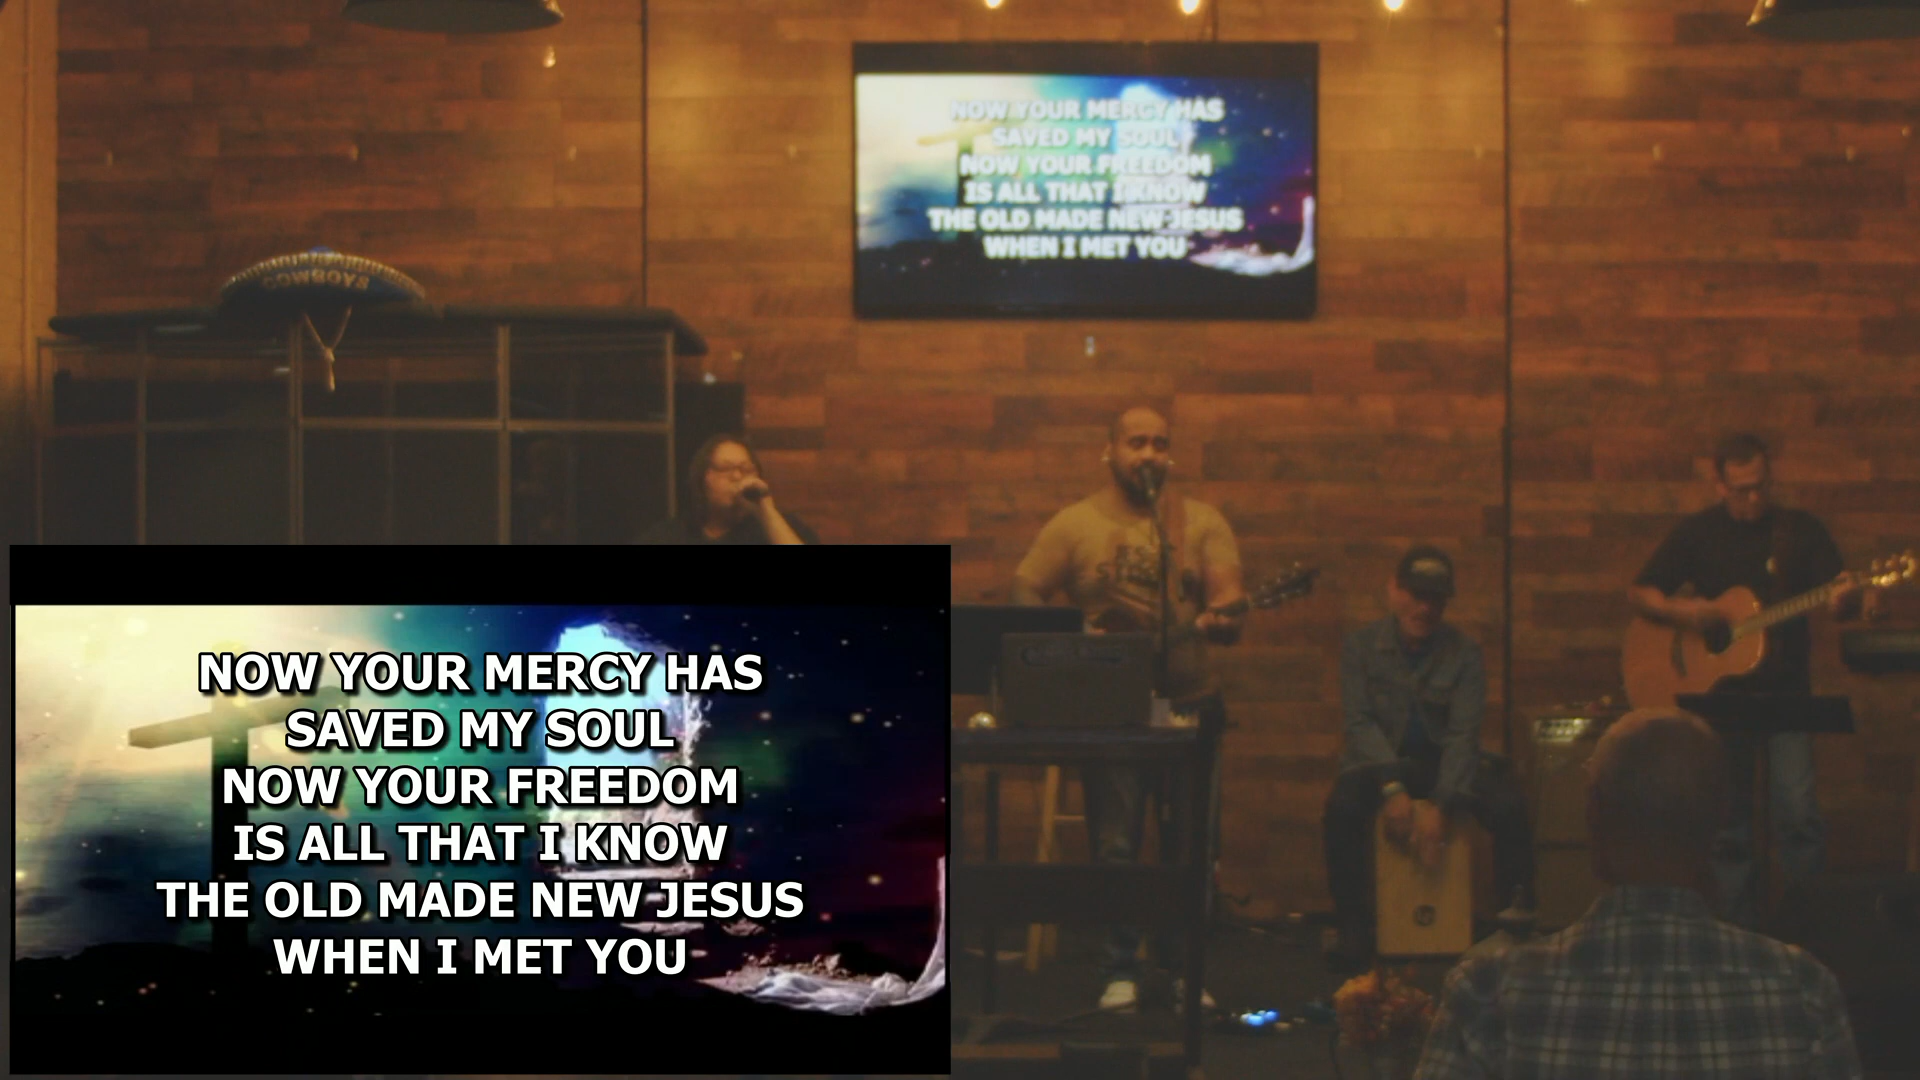 NOW YOUR MERCY HAS
SAVED MY SOUL
NOW YOUR FREEDOM
IS ALL THAT I KNOW
THE OLD MADE NEW JESUS
WHEN I MET YOU
COWBOYS
NOW YOUR MERCY HAS
SAVED MY SOUL
NOW YOUR FREEDOM
IS ALL THAT I KNOW
THE OLD MADE NEW JESUS
WHEN I MET YOU